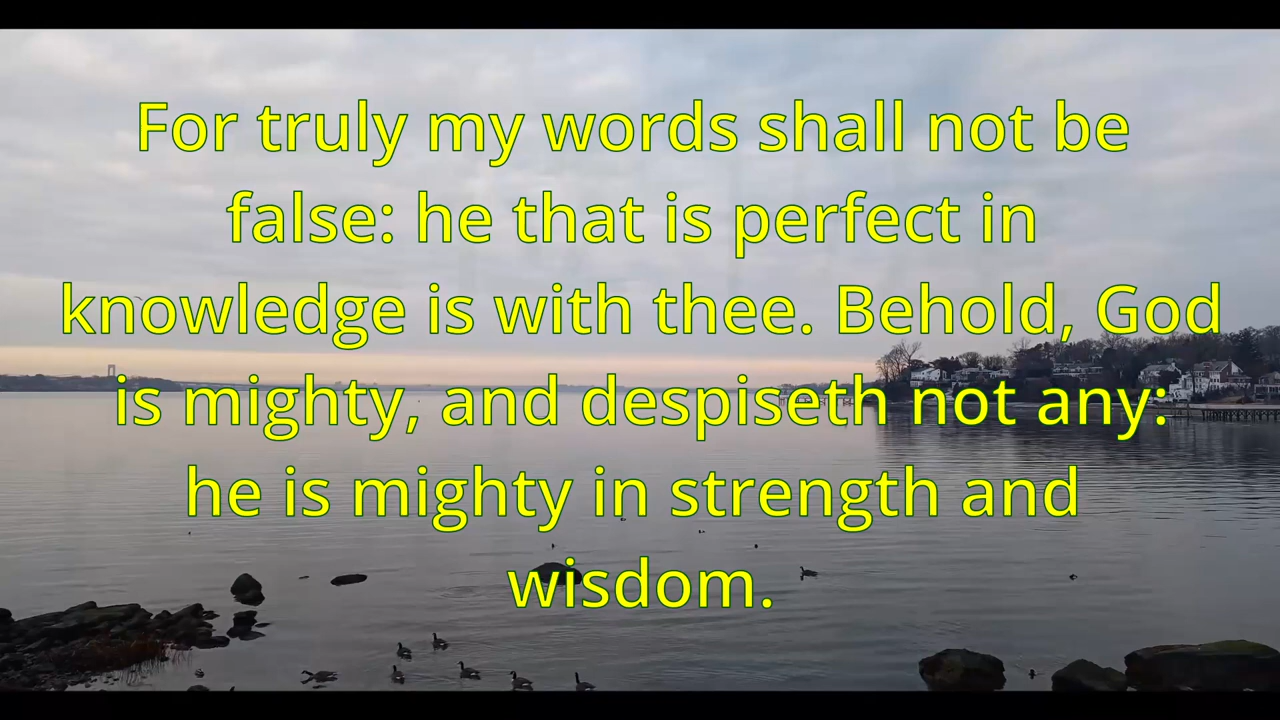 For truly my words shall not be
false: he that is perfect in
knowledge is with thee. Behold, God
is mighty, and despiseth not any:
he is mighty in strength and
wisdom.